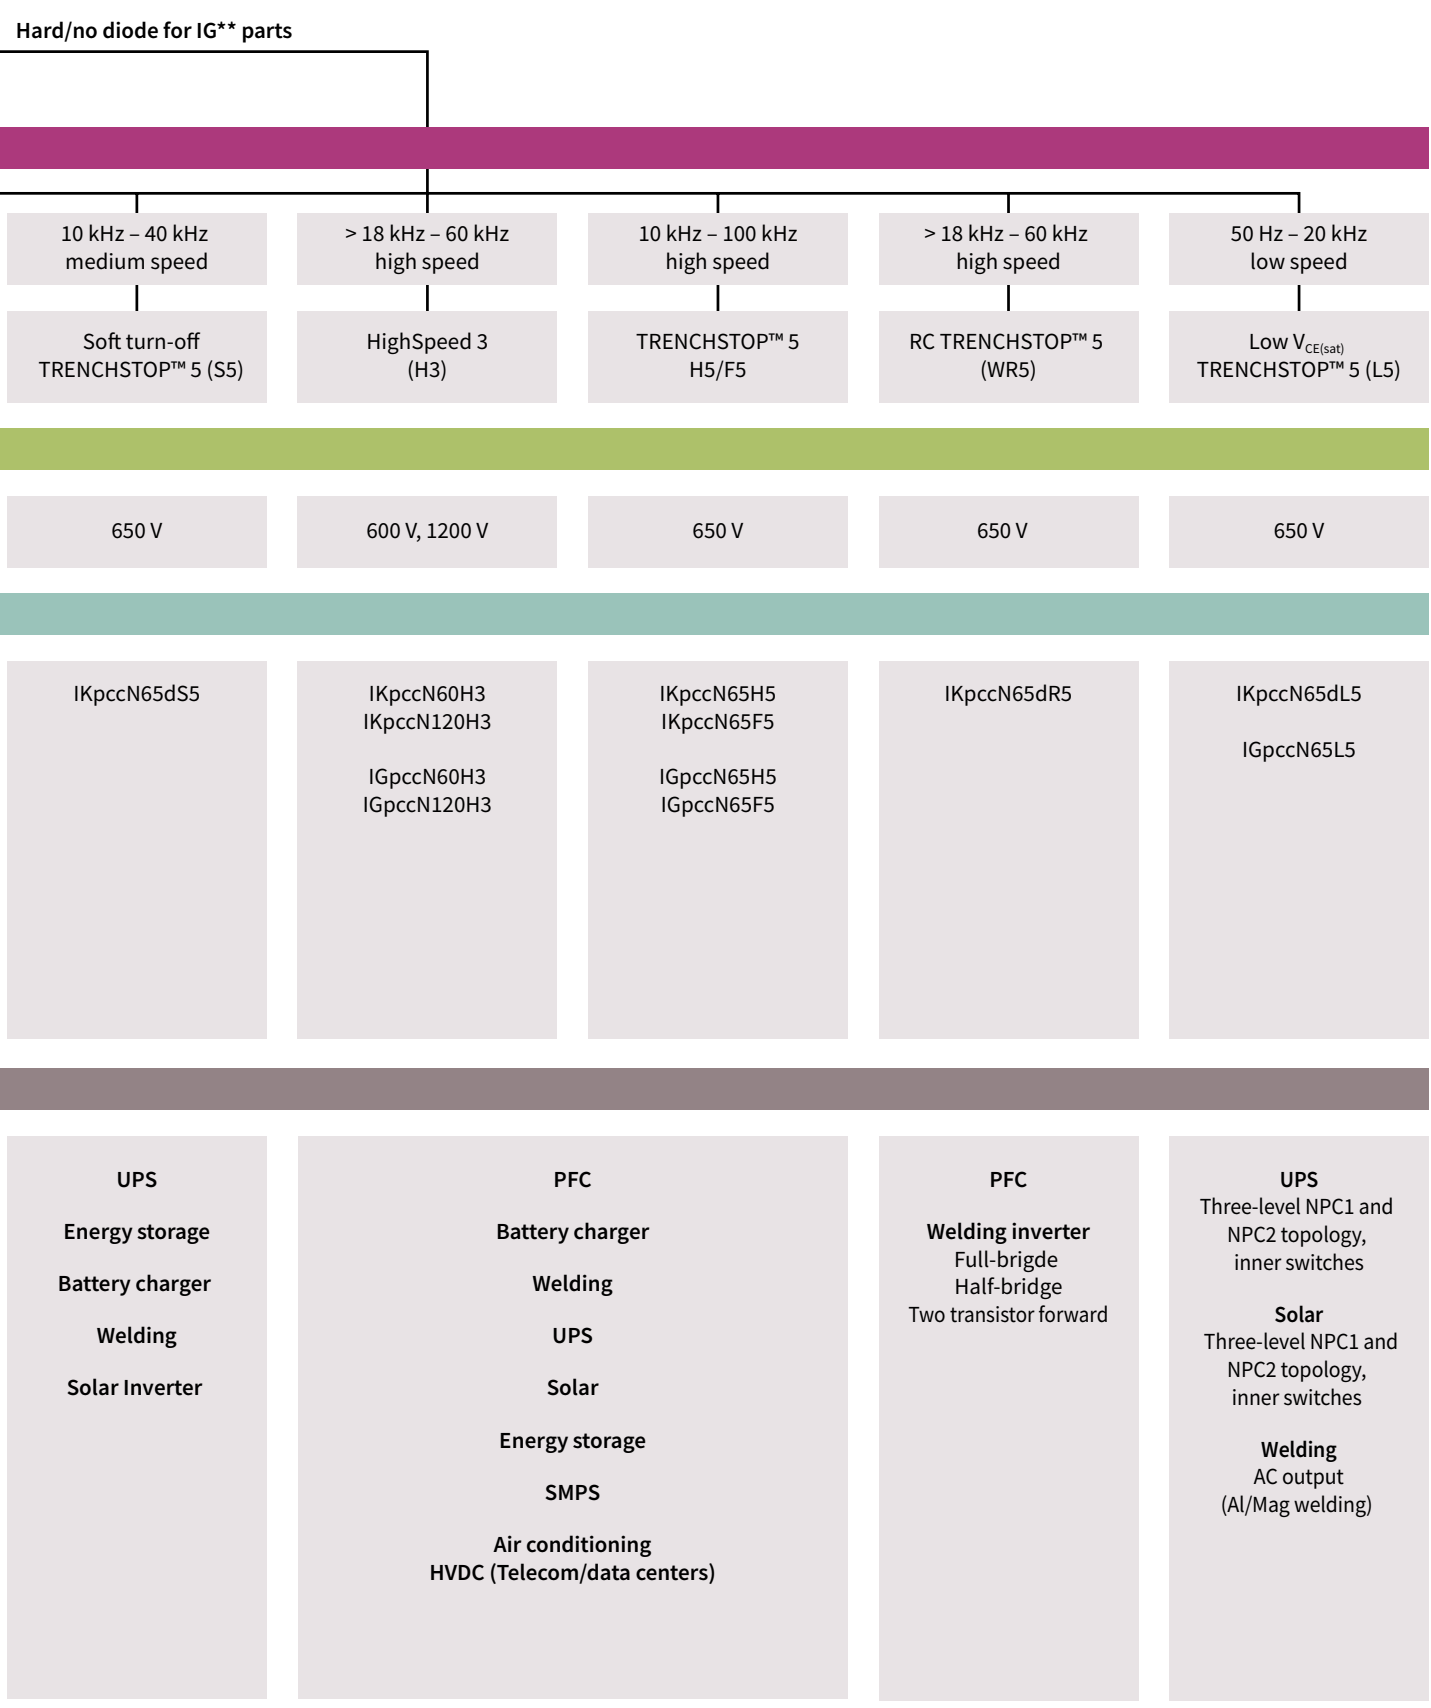 Hard/no diode for IG** parts
10 kHz – 40 kHz
medium speed
> 18 kHz – 60 kHz
high speed
10 kHz – 100 kHz
high speed
> 18 kHz – 60 kHz
high speed
50 Hz – 20 kHz
low speed
Soft turn-off
TRENCHSTOP™ 5 (S5)
HighSpeed 3
(H3)
TRENCHSTOP™ 5
H5/F5
RC TRENCHSTOP™ 5
(WR5)
Low VCE(sat)
TRENCHSTOP™ 5 (L5)
650 V
600 V, 1200 V
650 V
650 V
650 V
IKpccN65dS5
IKpccN60H3
IKpccN120H3
IGpccN60H3
IGpccN120H3
IKpccN65H5
IKpccN65F5
IGpccN65H5
IGpccN65F5
IKpccN65dR5
IKpccN65dL5
IGpccN65L5
UPS
Energy storage
Battery charger
Welding
Solar Inverter
PFC
Battery charger
Welding
UPS
Solar
Energy storage
SMPS
Air conditioning
HVDC (Telecom/data centers)
PFC
Welding inverter
Full-brigde
Half-bridge
Two transistor forward
UPS
Three-level NPC1 and
NPC2 topology,
inner switches
Solar
Three-level NPC1 and
NPC2 topology,
inner switches
Welding
AC output
(Al/Mag welding)